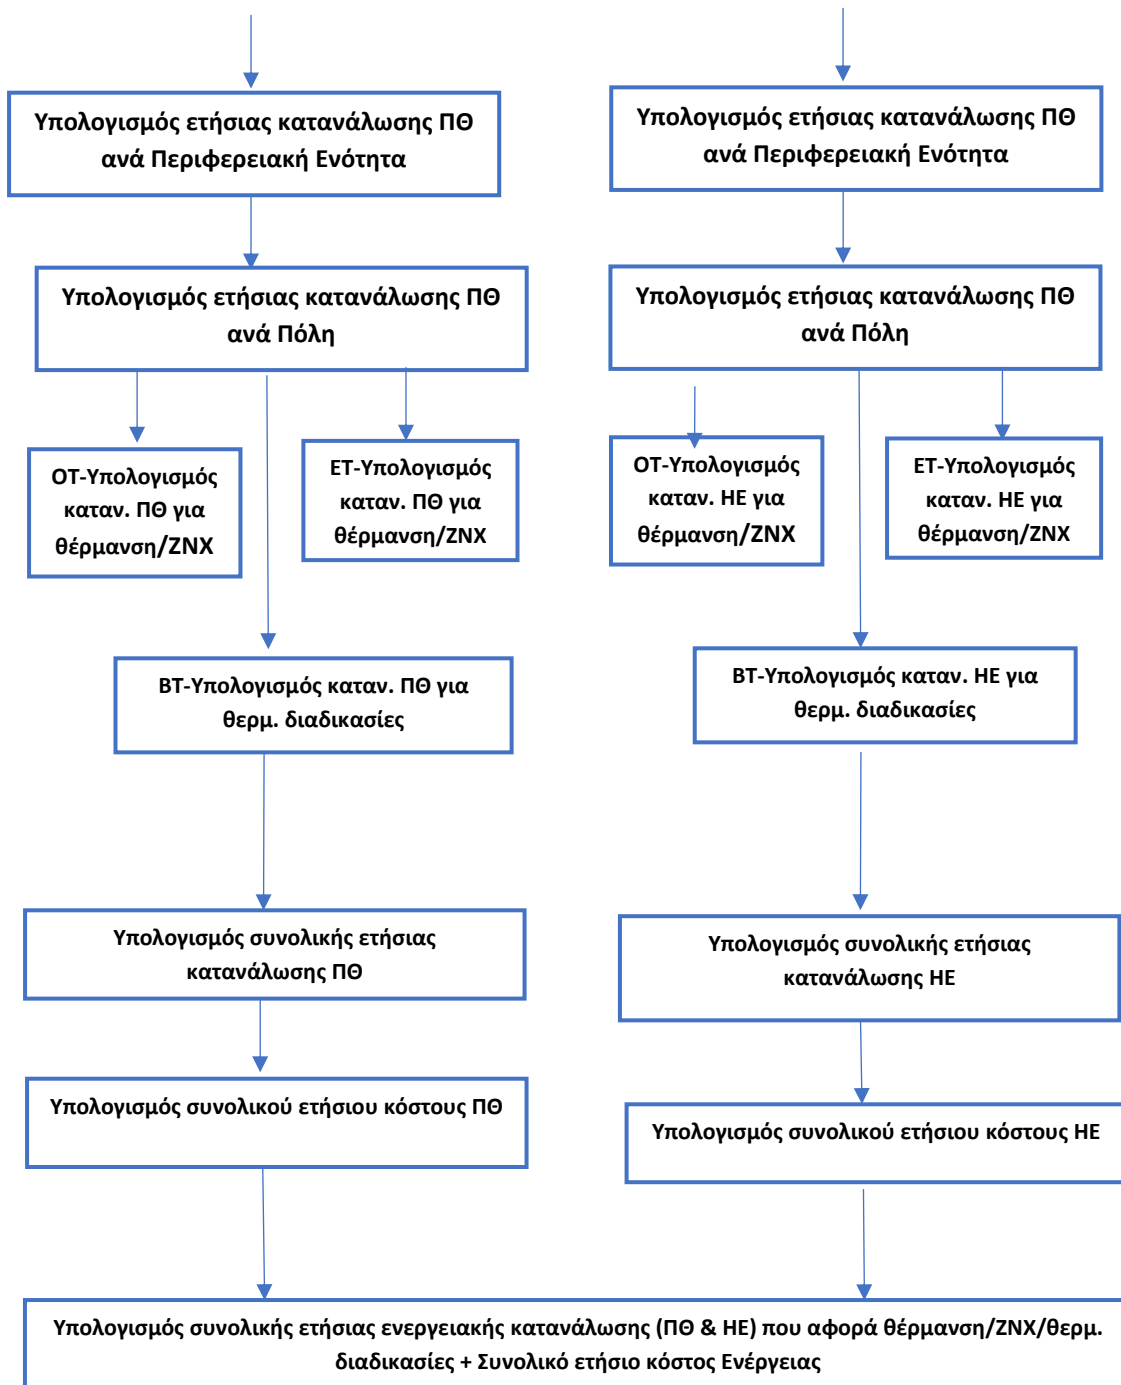 Υπολογισμός ετήσιας κατανάλωσης ΠΘ
ανά Περιφερειακή Ενότητα
Υπολογισμός ετήσιας κατανάλωσης ΠΘ
ανά Περιφερειακή Ενότητα
Υπολογισμός ετήσιας κατανάλωσης ΠΘ
ανά Πόλη
Υπολογισμός ετήσιας κατανάλωσης ΠΘ
ανά Πόλη
ΟΤ-Υπολογισμός
καταν. ΠΘ για
θέρμανση/ΖΝΧ
ΕΤ-Υπολογισμός
καταν. ΠΘ για
θέρμανση/ΖΝΧ
ΟΤ-Υπολογισμός
καταν. ΗΕ για
θέρμανση/ΖΝΧ
ΕΤ-Υπολογισμός
καταν. ΗΕ για
θέρμανση/ΖΝΧ
ΒΤ-Υπολογισμός καταν. ΠΘ για
θερμ. διαδικασίες
ΒΤ-Υπολογισμός καταν. ΗΕ για
θερμ. διαδικασίες
Υπολογισμός συνολικής ετήσιας
κατανάλωσης ΠΘ
Υπολογισμός συνολικής ετήσιας
κατανάλωσης ΗΕ
Υπολογισμός συνολικού ετήσιου κόστους ΠΘ
Υπολογισμός συνολικού ετήσιου κόστους ΗΕ
Υπολογισμός συνολικής ετήσιας ενεργειακής κατανάλωσης (ΠΘ & ΗΕ) που αφορά θέρμανση/ΖΝΧ/θερμ.
διαδικασίες + Συνολικό ετήσιο κόστος Ενέργειας